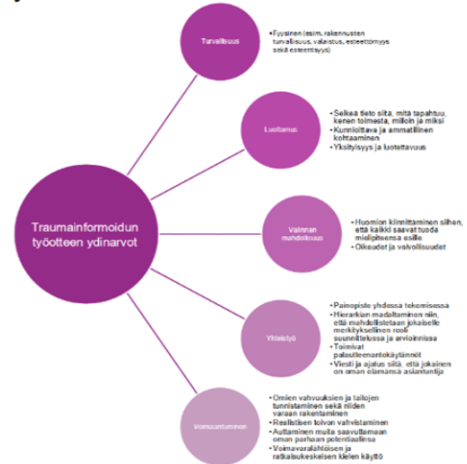 Traumainformoidun
työotteen ydinarvot
Turvallisuus
• Fyysinen (esim. rakennusten
turvallisuus, valaistus, esteettömyys
sekä esteettisyys)
Luottamus
• Selkeä tieto siitä, mitä tapahtuu,
kenen toimesta, milloin ja miksi
• Kunnioittava ja ammatillinen
kohtaaminen
• Yksityisyys ja luotettavuus
Valinnan
mahdollisuus
• Huomion kiinnittäminen siihen,
että kaikki saavat tuoda
mielipiteensä esille
• Oikeudet ja velvollisuudet
Yhteistyö
• Painopiste yhdessä tekemisessä
• Hierarkian madaltaminen niin,
että mahdollistetaan jokaiselle
merkityksellinen rooli
suunnittelussa ja arvioinnissa
• Toimivat
palautteenantokäytännöt
• Viesti ja ajatus siitä, että jokainen
on oman elämänsä asiantuntija
Voimaantuminen
• Omien vahvuuksien ja taitojen
tunnistaminen sekä niiden
varaan rakentaminen
• Realistisen toivon vahvistaminen
• Auttaminen muita saavuttamaan
oman parhaan potentiaalinsa
• Voimavaralähtöisen ja
ratkaisukeskeisen kielen käyttö